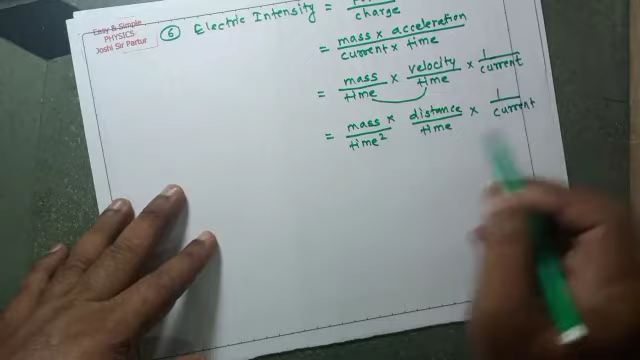 Easy & Simple
PHYSICS
Joshi Sir Partur
6 Electric Intensity = / charge
= mass × acceleration / current × time
= mass / time × velocity / time × 1 / current
= mass / time² × distance / time × 1 / current